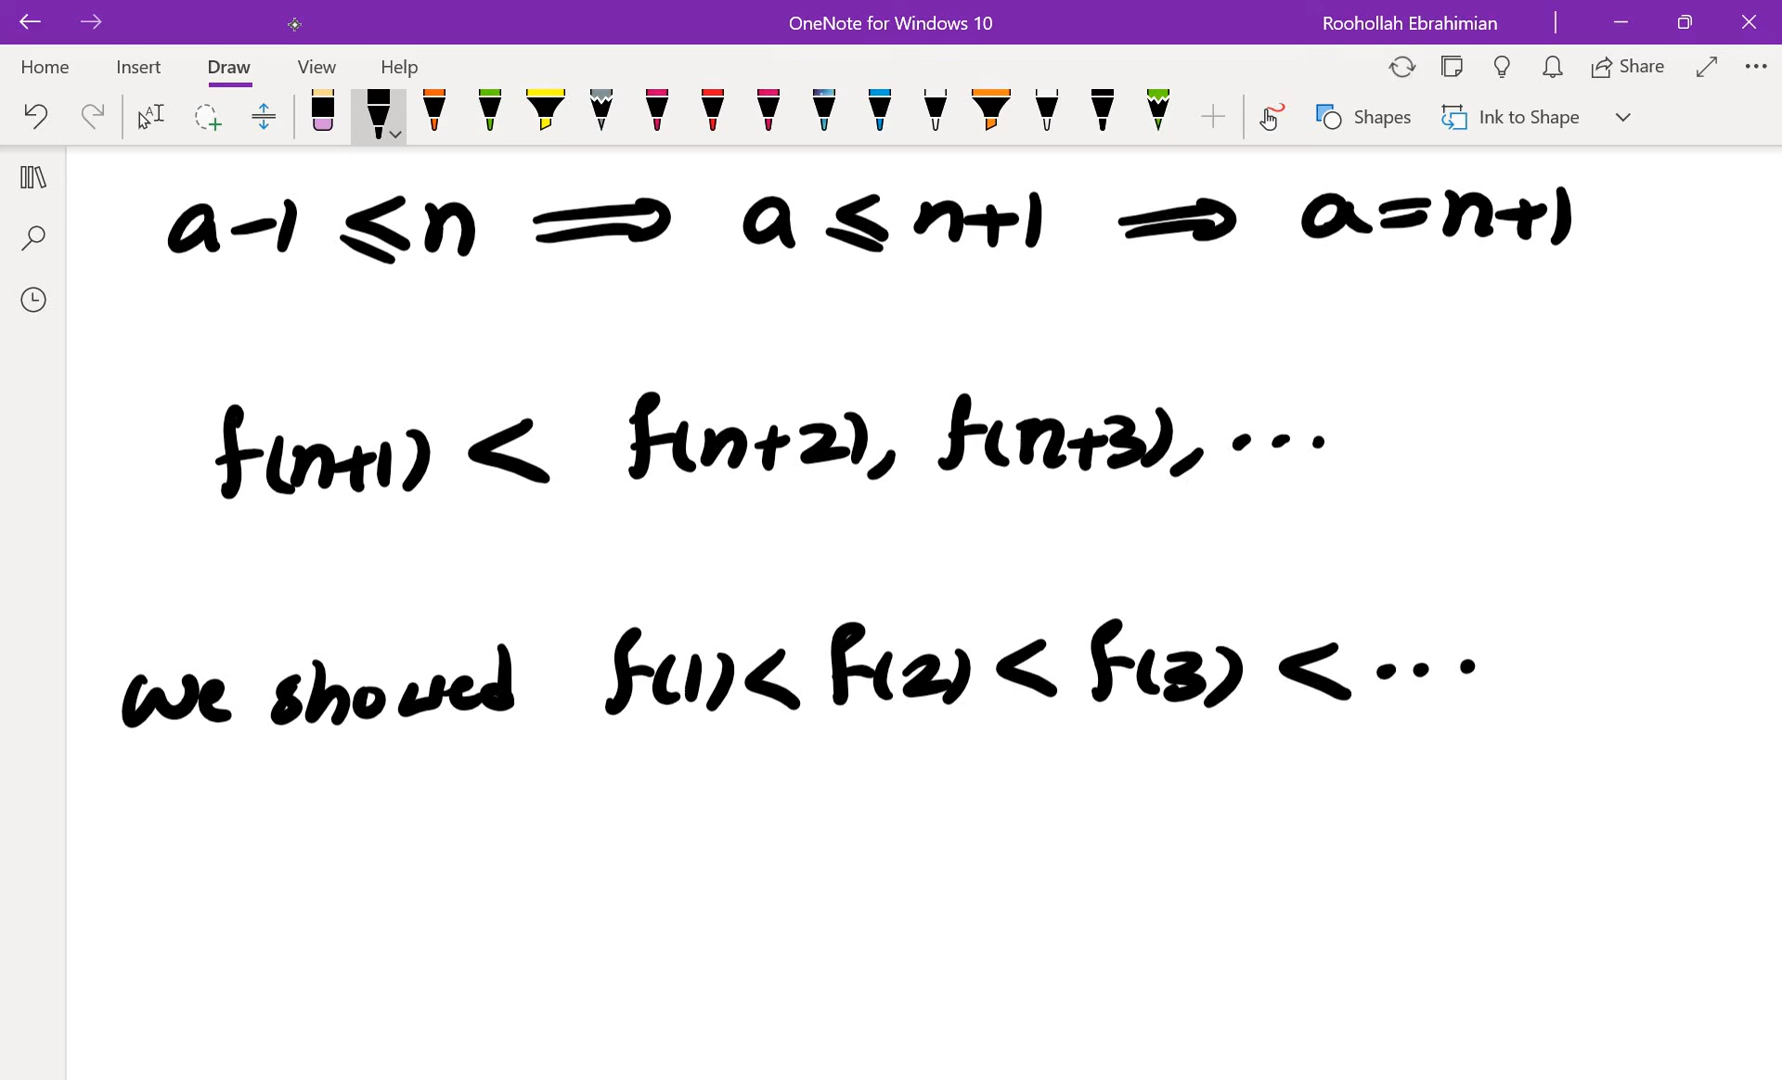 OneNote for Windows 10
Roohollah Ebrahimian
Home Insert Draw View Help
Share
Shapes
Ink to Shape
a-1 ⩽ n ⟹ a ⩽ n+1 ⟹ a=n+1
f(n+1) < f(n+2), f(n+3), ...
we showed f(1) < f(2) < f(3) < ...